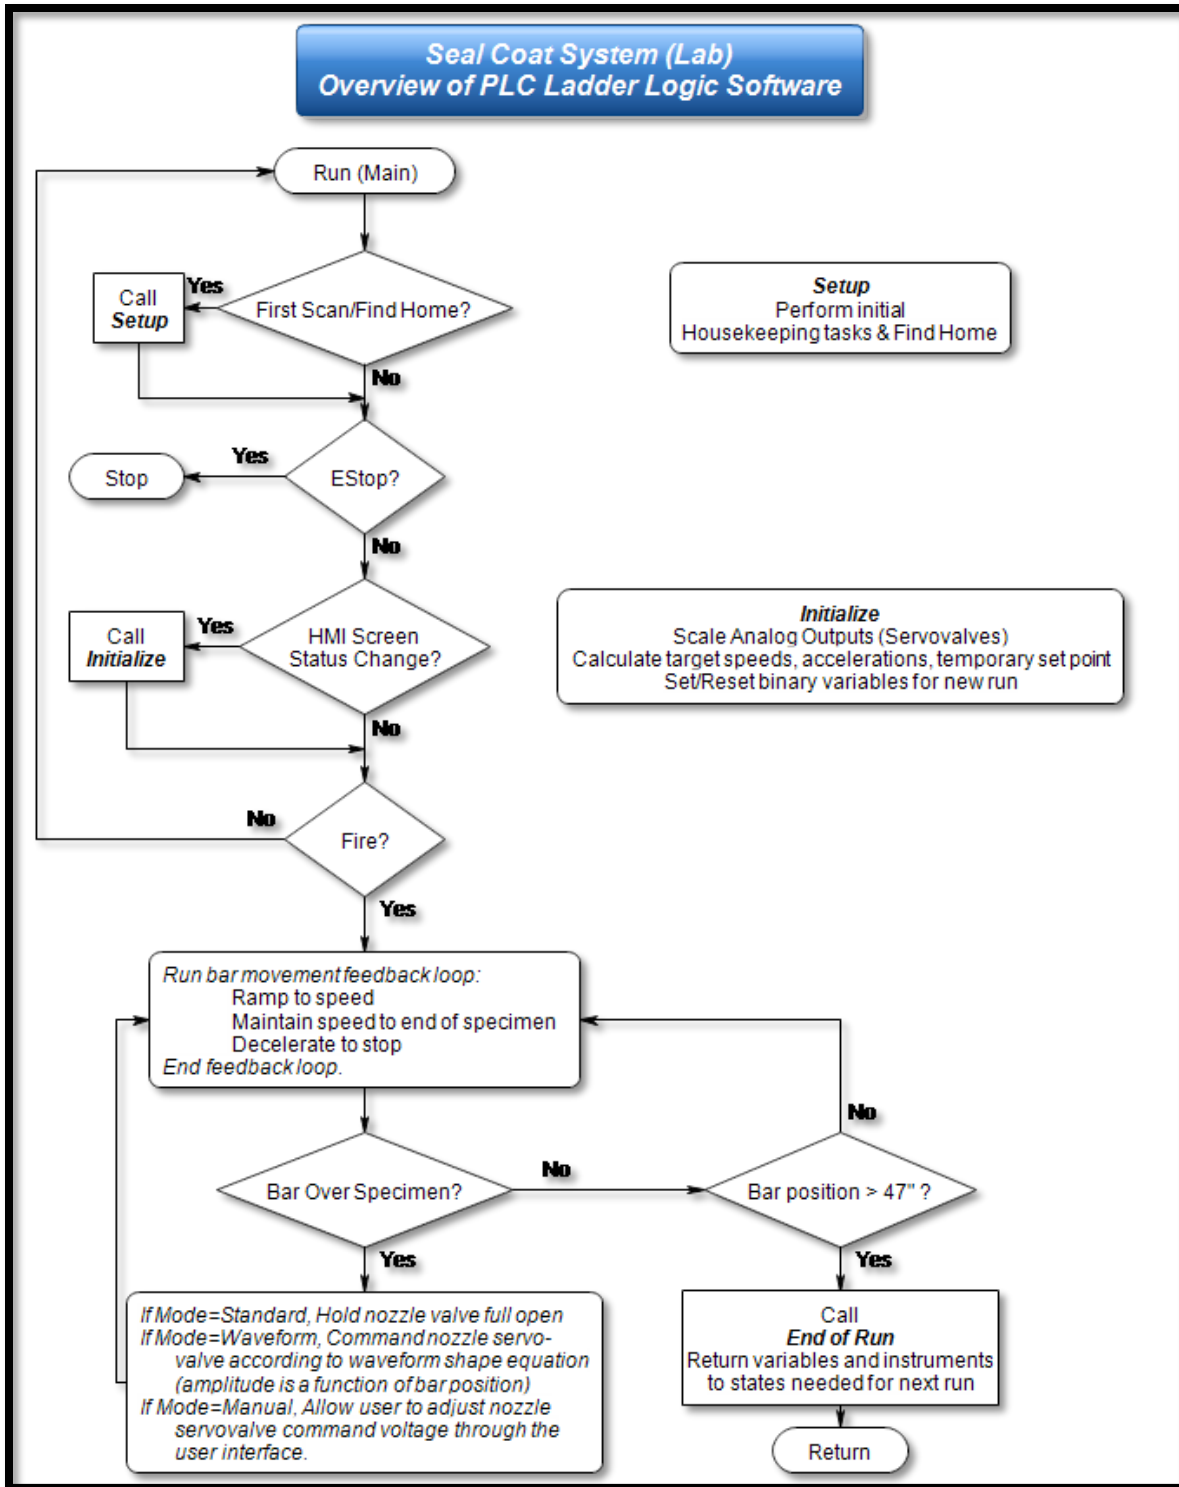 Seal Coat System (Lab)
Overview of PLC Ladder Logic Software
Run (Main)
First Scan/Find Home?
Yes
Call
Setup
No
Setup
Perform initial
Housekeeping tasks & Find Home
EStop?
Yes
Stop
No
HMI Screen
Status Change?
Yes
Call
Initialize
No
Initialize
Scale Analog Outputs (Servovalves)
Calculate target speeds, accelerations, temporary set point
Set/Reset binary variables for new run
Fire?
No
Yes
Run bar movement feedback loop:
Ramp to speed
Maintain speed to end of specimen
Decelerate to stop
End feedback loop.
Bar Over Specimen?
No
Bar position > 47" ?
No
Yes
Yes
If Mode=Standard, Hold nozzle valve full open
If Mode=Waveform, Command nozzle servo-
valve according to waveform shape equation
(amplitude is a function of bar position)
If Mode=Manual, Allow user to adjust nozzle
servovalve command voltage through the
user interface.
Call
End of Run
Return variables and instruments
to states needed for next run
Return